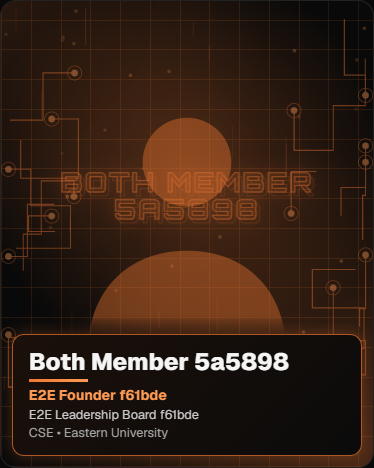 BOTH MEMBER
5A5898
Both Member 5a5898
E2E Founder f61bde
E2E Leadership Board f61bde
CSE • Eastern University